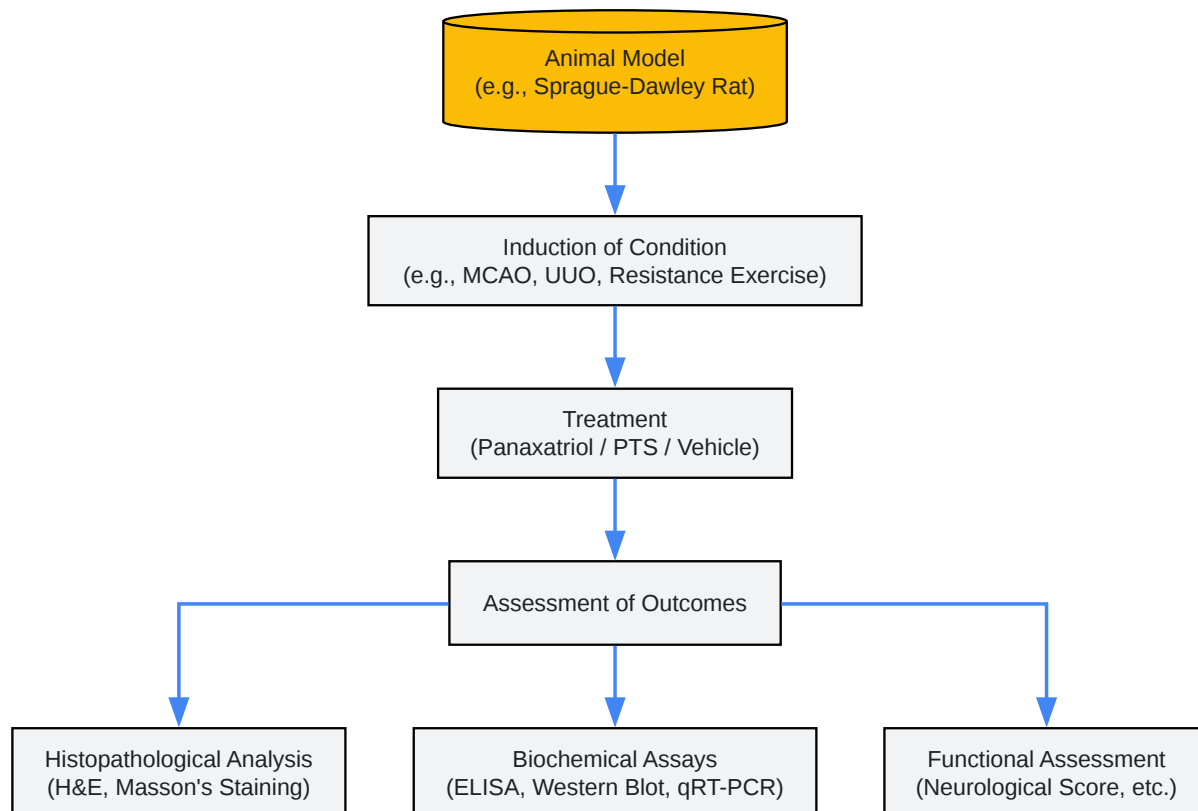 Animal Model
(e.g., Sprague-Dawley Rat)
Induction of Condition
(e.g., MCAO, UUO, Resistance Exercise)
Treatment
(Panaxatriol / PTS / Vehicle)
Assessment of Outcomes
Histopathological Analysis
(H&E, Masson's Staining)
Biochemical Assays
(ELISA, Western Blot, qRT-PCR)
Functional Assessment
(Neurological Score, etc.)